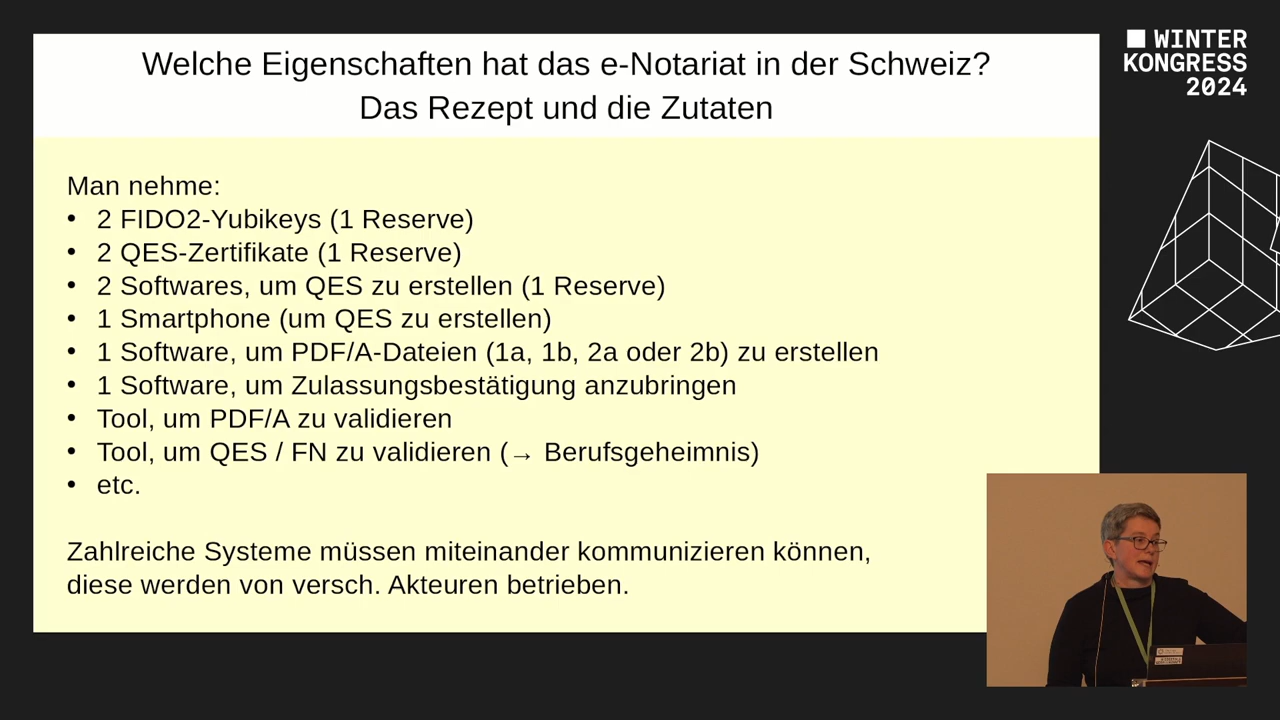 Welche Eigenschaften hat das e-Notariat in der Schweiz?
Das Rezept und die Zutaten
Man nehme:
• 2 FIDO2-Yubikeys (1 Reserve)
• 2 QES-Zertifikate (1 Reserve)
• 2 Softwares, um QES zu erstellen (1 Reserve)
• 1 Smartphone (um QES zu erstellen)
• 1 Software, um PDF/A-Dateien (1a, 1b, 2a oder 2b) zu erstellen
• 1 Software, um Zulassungsbestätigung anzubringen
• Tool, um PDF/A zu validieren
• Tool, um QES / FN zu validieren (→ Berufsgeheimnis)
• etc.
Zahlreiche Systeme müssen miteinander kommunizieren können,
diese werden von versch. Akteuren betrieben.
WINTER
KONGRESS
2024